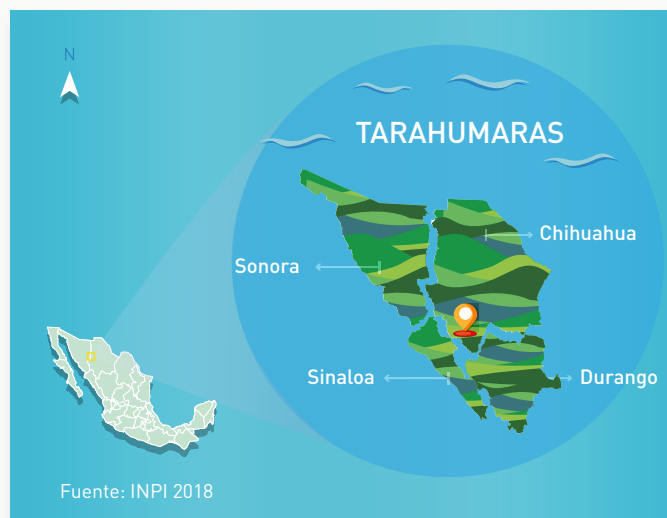 N
TARAHUMARAS
Chihuahua
Sonora
Sinaloa
Durango
Fuente: INPI 2018